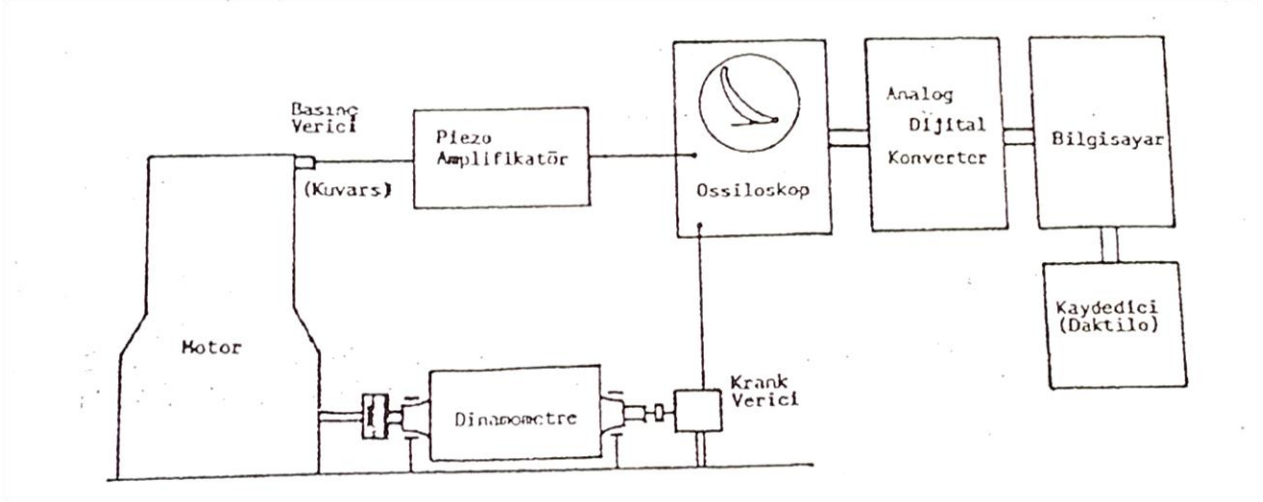 Basınç
Verici
(Kuvars)
Piezo
Amplifikatör
Ossiloskop
Analog
Dijital
Konverter
Bilgisayar
Kaydedici
(Daktilo)
Motor
Dinamometre
Krank
Verici